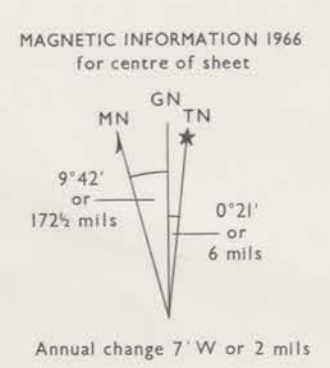 MAGNETIC INFORMATION 1966
for centre of sheet
GN
MN
TN
9°42'
or
172½ mils
0°21'
or
6 mils
Annual change 7' W or 2 mils